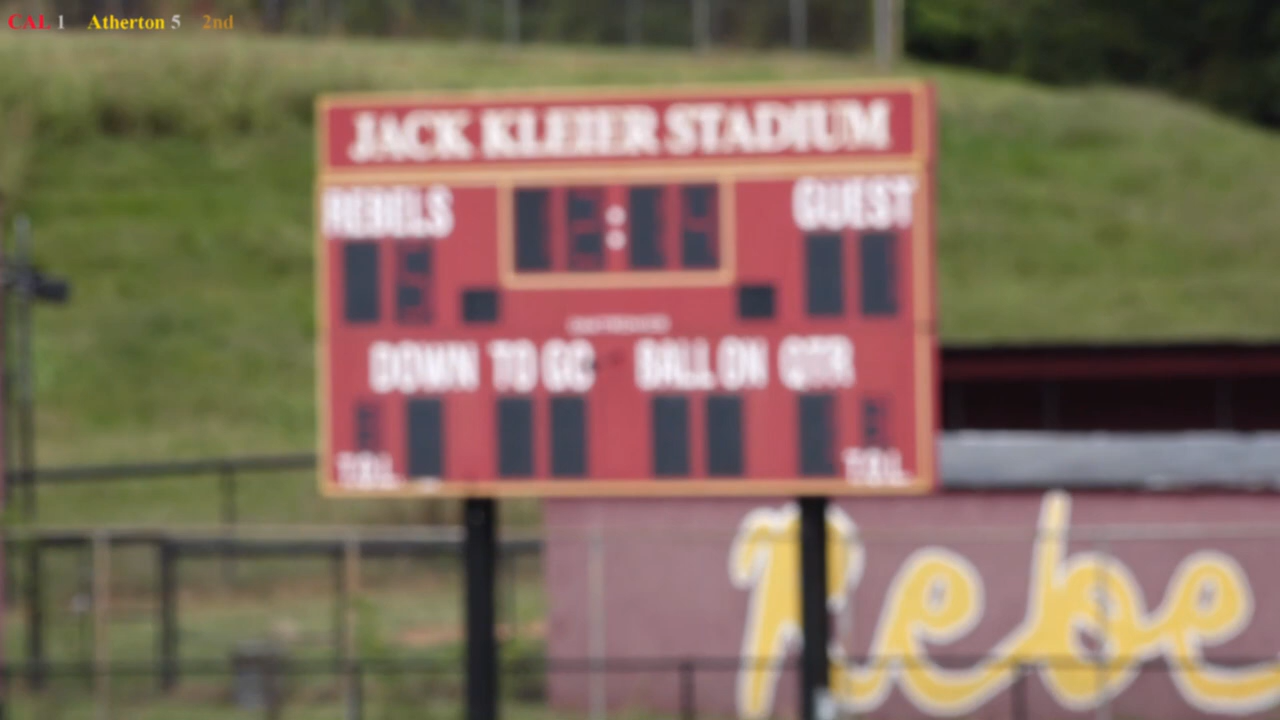 CAL 1 Atherton 5 2nd
JACK KLEIER STADIUM
REBELS GUEST
:
DOWN TO GO BALL ON QTR
T.O.L. T.O.L.
Rebe